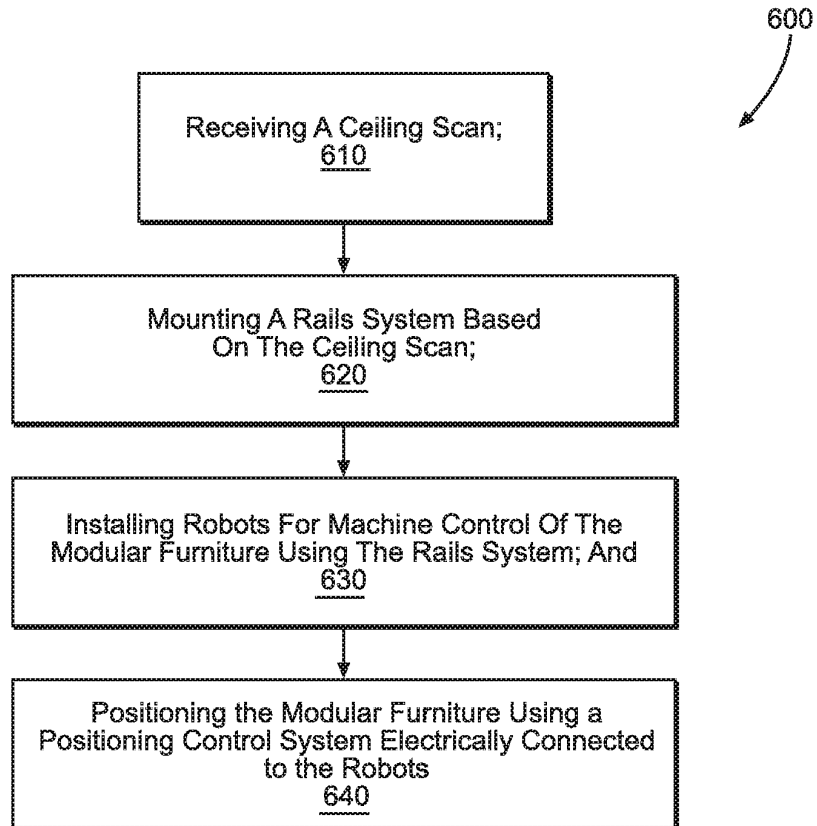 600
Receiving A Ceiling Scan;
610
Mounting A Rails System Based
On The Ceiling Scan;
620
Installing Robots For Machine Control Of The
Modular Furniture Using The Rails System; And
630
Positioning the Modular Furniture Using a
Positioning Control System Electrically Connected
to the Robots
640